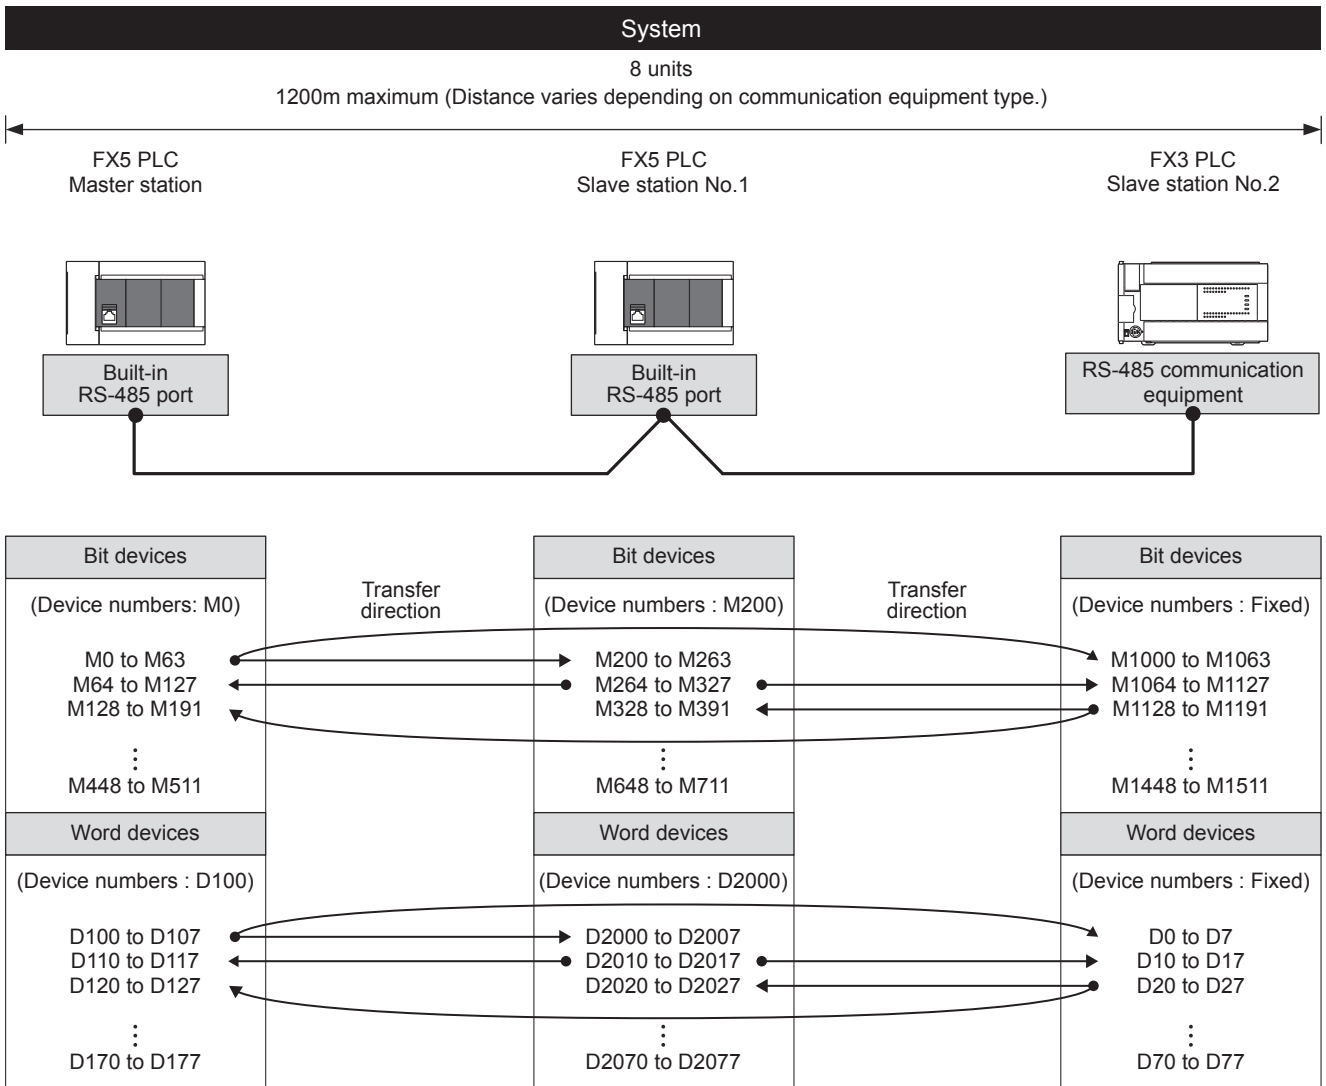 System
8 units
1200m maximum (Distance varies depending on communication equipment type.)
FX5 PLC
Master station
FX5 PLC
Slave station No.1
FX3 PLC
Slave station No.2
Built-in
RS-485 port
Built-in
RS-485 port
RS-485 communication
equipment
Bit devices
(Device numbers: M0)
M0 to M63
M64 to M127
M128 to M191
M448 to M511
Word devices
(Device numbers : D100)
D100 to D107
D110 to D117
D120 to D127
D170 to D177
Transfer
direction
Bit devices
(Device numbers : M200)
M200 to M263
M264 to M327
M328 to M391
M648 to M711
Word devices
(Device numbers : D2000)
D2000 to D2007
D2010 to D2017
D2020 to D2027
D2070 to D2077
Transfer
direction
Bit devices
(Device numbers : Fixed)
M1000 to M1063
M1064 to M1127
M1128 to M1191
M1448 to M1511
Word devices
(Device numbers : Fixed)
D0 to D7
D10 to D17
D20 to D27
D70 to D77